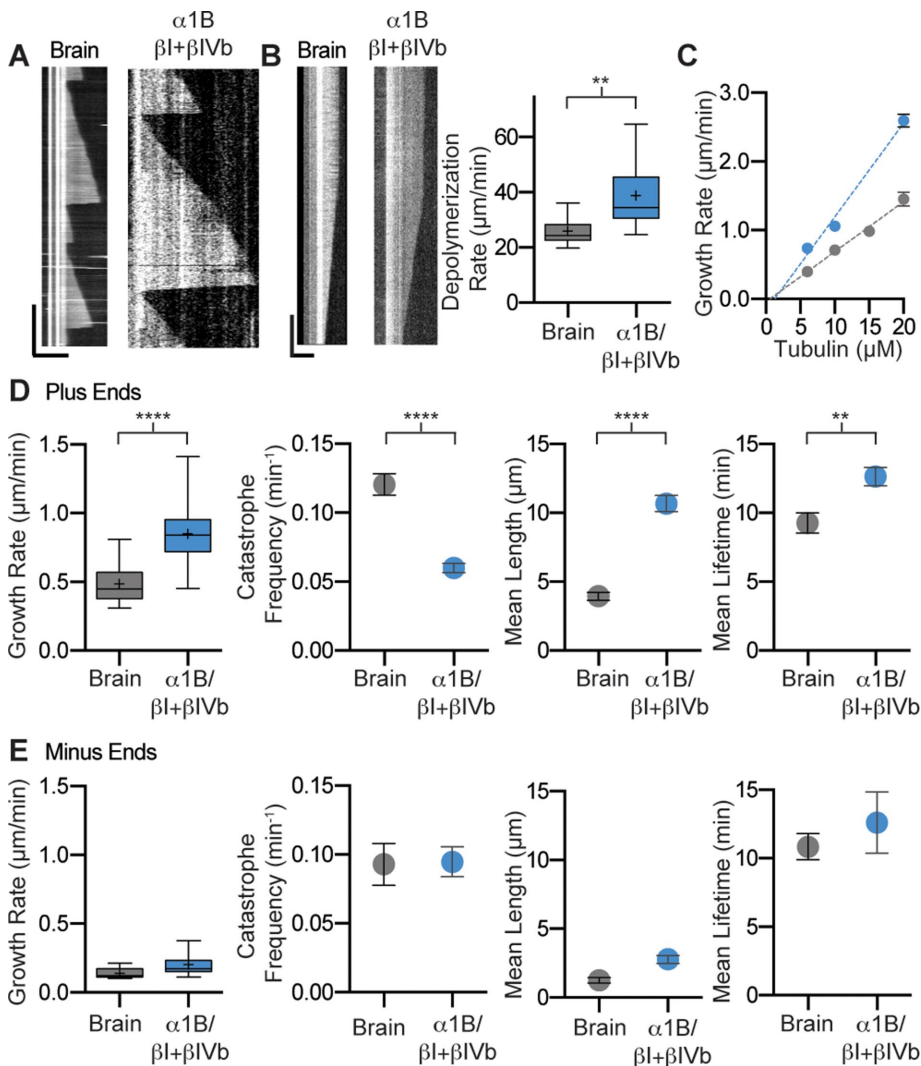 A
Brain
α1B
βI+βIVb
B
Brain
α1B
βI+βIVb
Depolymerization
Rate (μm/min)
60
40
20
0
**
Brain
α1B/
βI+βIVb
C
Growth Rate (μm/min)
3.0
2.0
1.0
0.0
0
5
10
15
20
Tubulin (μM)
D Plus Ends
Growth Rate (μm/min)
1.5
1.0
0.5
0.0
****
Brain
α1B/
βI+βIVb
Catastrophe
Frequency (min⁻¹)
0.15
0.10
0.05
0.00
****
Brain
α1B/
βI+βIVb
Mean Length (μm)
15
10
5
0
****
Brain
α1B/
βI+βIVb
Mean Lifetime (min)
15
10
5
0
**
Brain
α1B/
βI+βIVb
E Minus Ends
Growth Rate (μm/min)
1.5
1.0
0.5
0.0
Brain
α1B/
βI+βIVb
Catastrophe
Frequency (min⁻¹)
0.15
0.10
0.05
0.00
Brain
α1B/
βI+βIVb
Mean Length (μm)
15
10
5
0
Brain
α1B/
βI+βIVb
Mean Lifetime (min)
15
10
5
0
Brain
α1B/
βI+βIVb